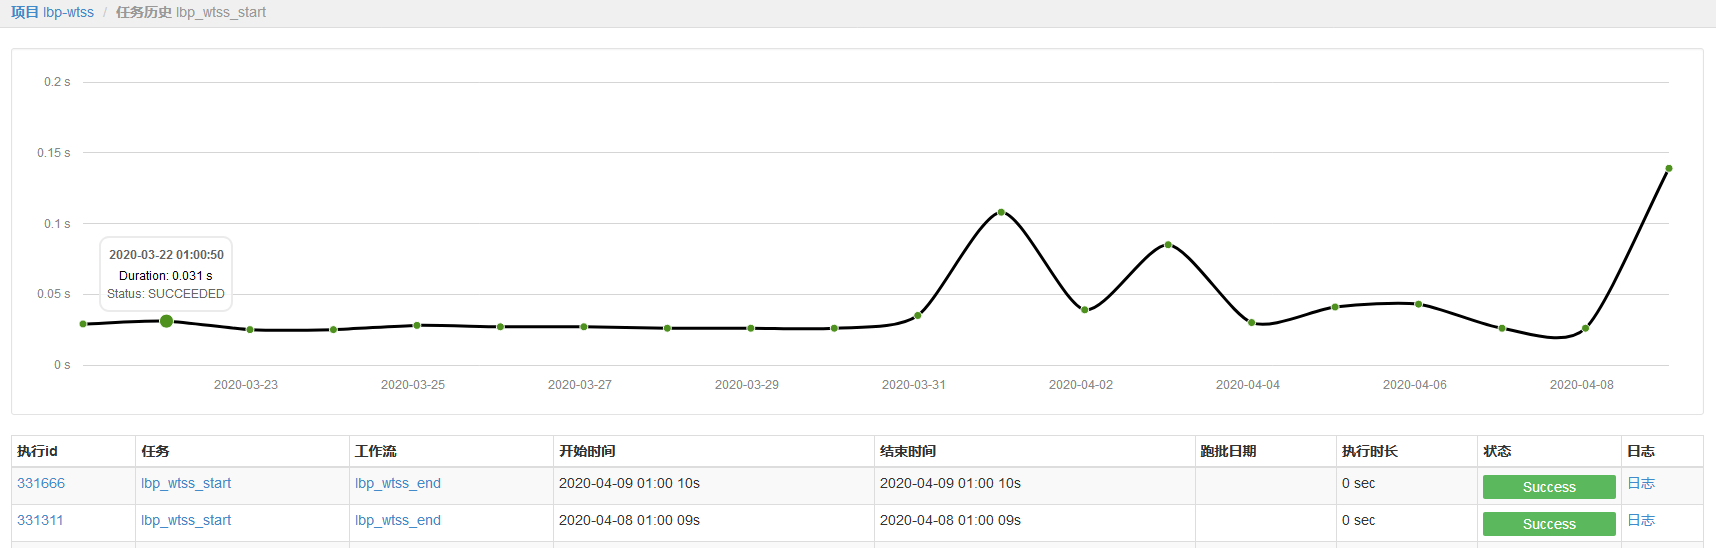 项目 lbp-wtss / 任务历史 lbp_wtss_start
0.2 s
0.15 s
0.1 s
2020-03-22 01:00:50
Duration: 0.031 s
Status: SUCCEEDED
0.05 s
0 s
2020-03-23 2020-03-25 2020-03-27 2020-03-29 2020-03-31 2020-04-02 2020-04-04 2020-04-06 2020-04-08
执行id 任务 工作流 开始时间 结束时间 跑批日期 执行时长 状态 日志
331666 lbp_wtss_start lbp_wtss_end 2020-04-09 01:00 10s 2020-04-09 01:00 10s 0 sec Success 日志
331311 lbp_wtss_start lbp_wtss_end 2020-04-08 01:00 09s 2020-04-08 01:00 09s 0 sec Success 日志